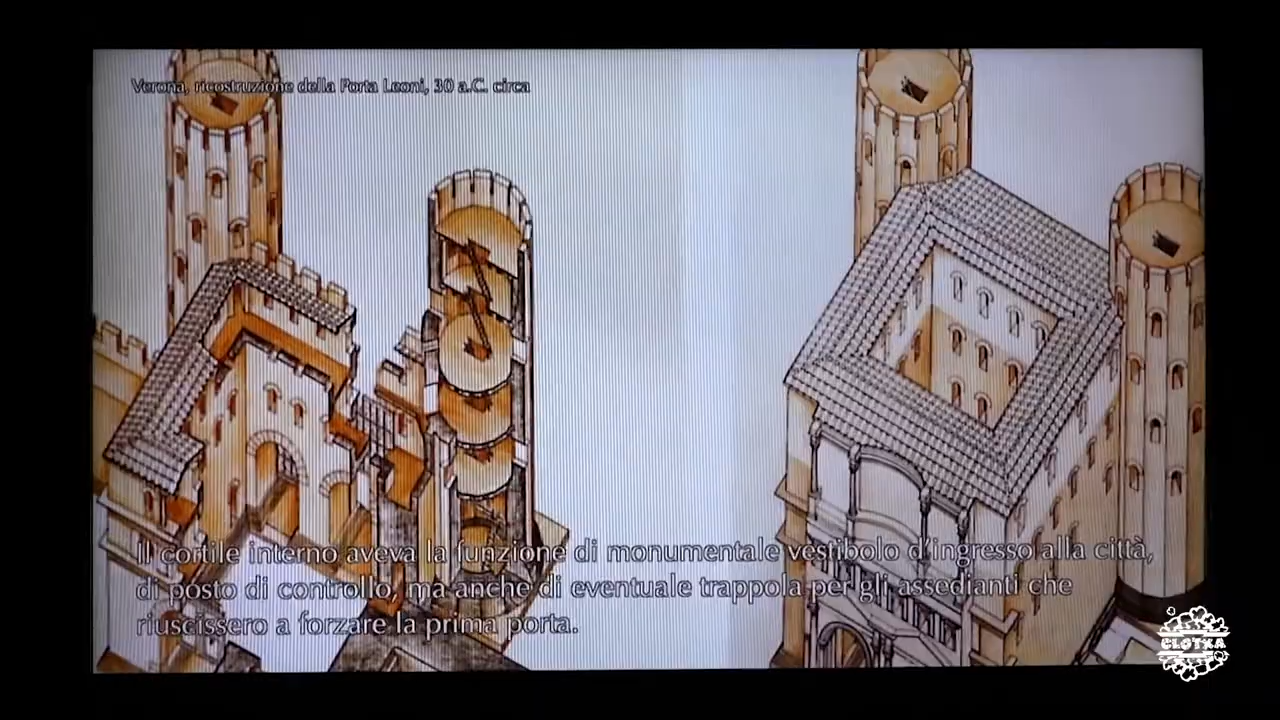 Verona, ricostruzione della Porta Leoni, 30 a.C. circa
Il cortile interno aveva la funzione di monumentale vestibolo d'ingresso alla città,
di posto di controllo, ma anche di eventuale trappola per gli assedianti che
riuscissero a forzare la prima porta.
CLOTKA